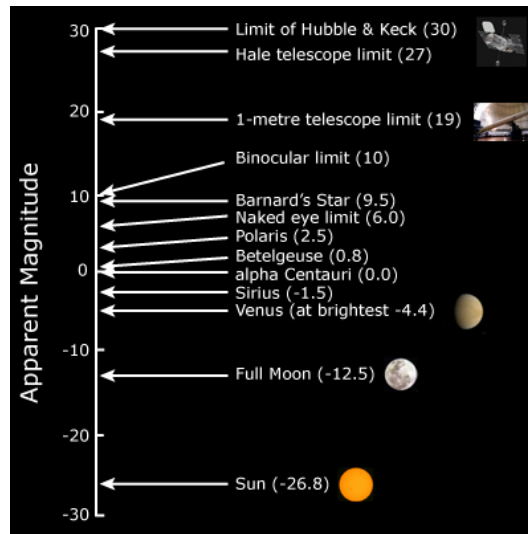 30
Limit of Hubble & Keck (30)
Hale telescope limit (27)
20
1-metre telescope limit (19)
Binocular limit (10)
10
Barnard's Star (9.5)
Naked eye limit (6.0)
Polaris (2.5)
Betelgeuse (0.8)
0
alpha Centauri (0.0)
Sirius (-1.5)
Venus (at brightest -4.4)
-10
Full Moon (-12.5)
-20
Sun (-26.8)
-30
Apparent Magnitude